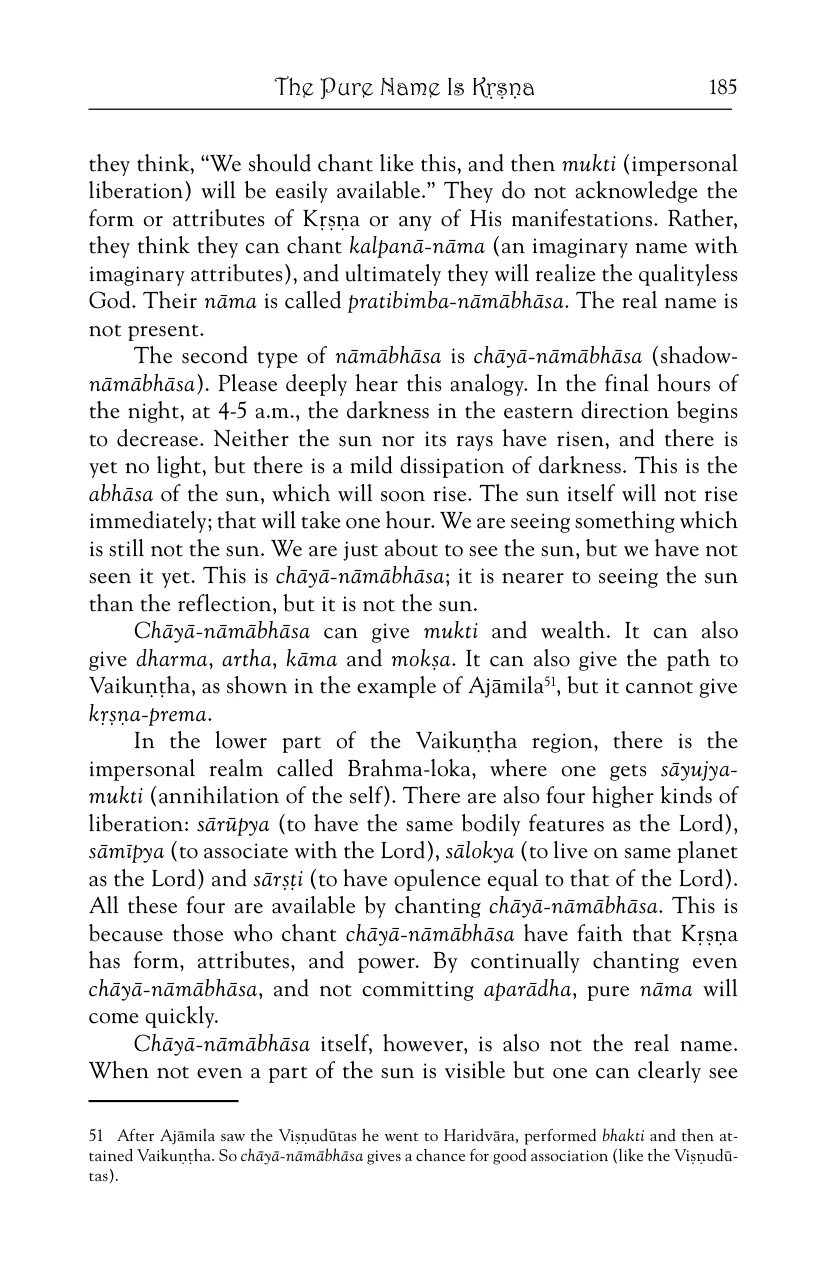 The Pure Name Is Kṛṣṇa 185
they think, “We should chant like this, and then mukti (impersonal
liberation) will be easily available.” They do not acknowledge the
form or attributes of Kṛṣṇa or any of His manifestations. Rather,
they think they can chant kalpanā-nāma (an imaginary name with
imaginary attributes), and ultimately they will realize the qualityless
God. Their nāma is called pratibimba-nāmābhāsa. The real name is
not present.
The second type of nāmābhāsa is chāyā-nāmābhāsa (shadow-
nāmābhāsa). Please deeply hear this analogy. In the final hours of
the night, at 4-5 a.m., the darkness in the eastern direction begins
to decrease. Neither the sun nor its rays have risen, and there is
yet no light, but there is a mild dissipation of darkness. This is the
abhāsa of the sun, which will soon rise. The sun itself will not rise
immediately; that will take one hour. We are seeing something which
is still not the sun. We are just about to see the sun, but we have not
seen it yet. This is chāyā-nāmābhāsa; it is nearer to seeing the sun
than the reflection, but it is not the sun.
Chāyā-nāmābhāsa can give mukti and wealth. It can also
give dharma, artha, kāma and mokṣa. It can also give the path to
Vaikuṇṭha, as shown in the example of Ajāmila51, but it cannot give
kṛṣṇa-prema.
In the lower part of the Vaikuṇṭha region, there is the
impersonal realm called Brahma-loka, where one gets sāyujya-
mukti (annihilation of the self). There are also four higher kinds of
liberation: sārūpya (to have the same bodily features as the Lord),
sāmīpya (to associate with the Lord), sālokya (to live on same planet
as the Lord) and sārṣṭi (to have opulence equal to that of the Lord).
All these four are available by chanting chāyā-nāmābhāsa. This is
because those who chant chāyā-nāmābhāsa have faith that Kṛṣṇa
has form, attributes, and power. By continually chanting even
chāyā-nāmābhāsa, and not committing aparādha, pure nāma will
come quickly.
Chāyā-nāmābhāsa itself, however, is also not the real name.
When not even a part of the sun is visible but one can clearly see
51 After Ajāmila saw the Viṣṇudūtas he went to Haridvāra, performed bhakti and then at-
tained Vaikuṇṭha. So chāyā-nāmābhāsa gives a chance for good association (like the Viṣṇudū-
tas).